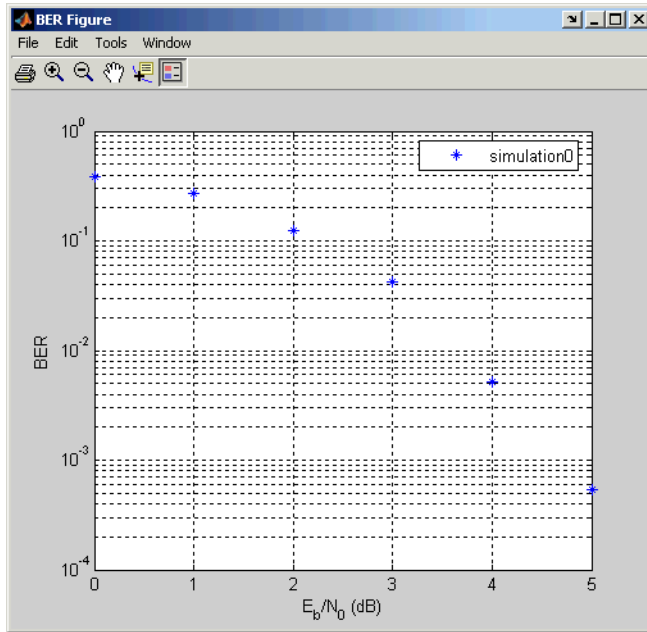 BER Figure
File Edit Tools Window
10^0
simulation0
10^-1
10^-2
10^-3
10^-4
BER
0 1 2 3 4 5
E_b/N_0 (dB)